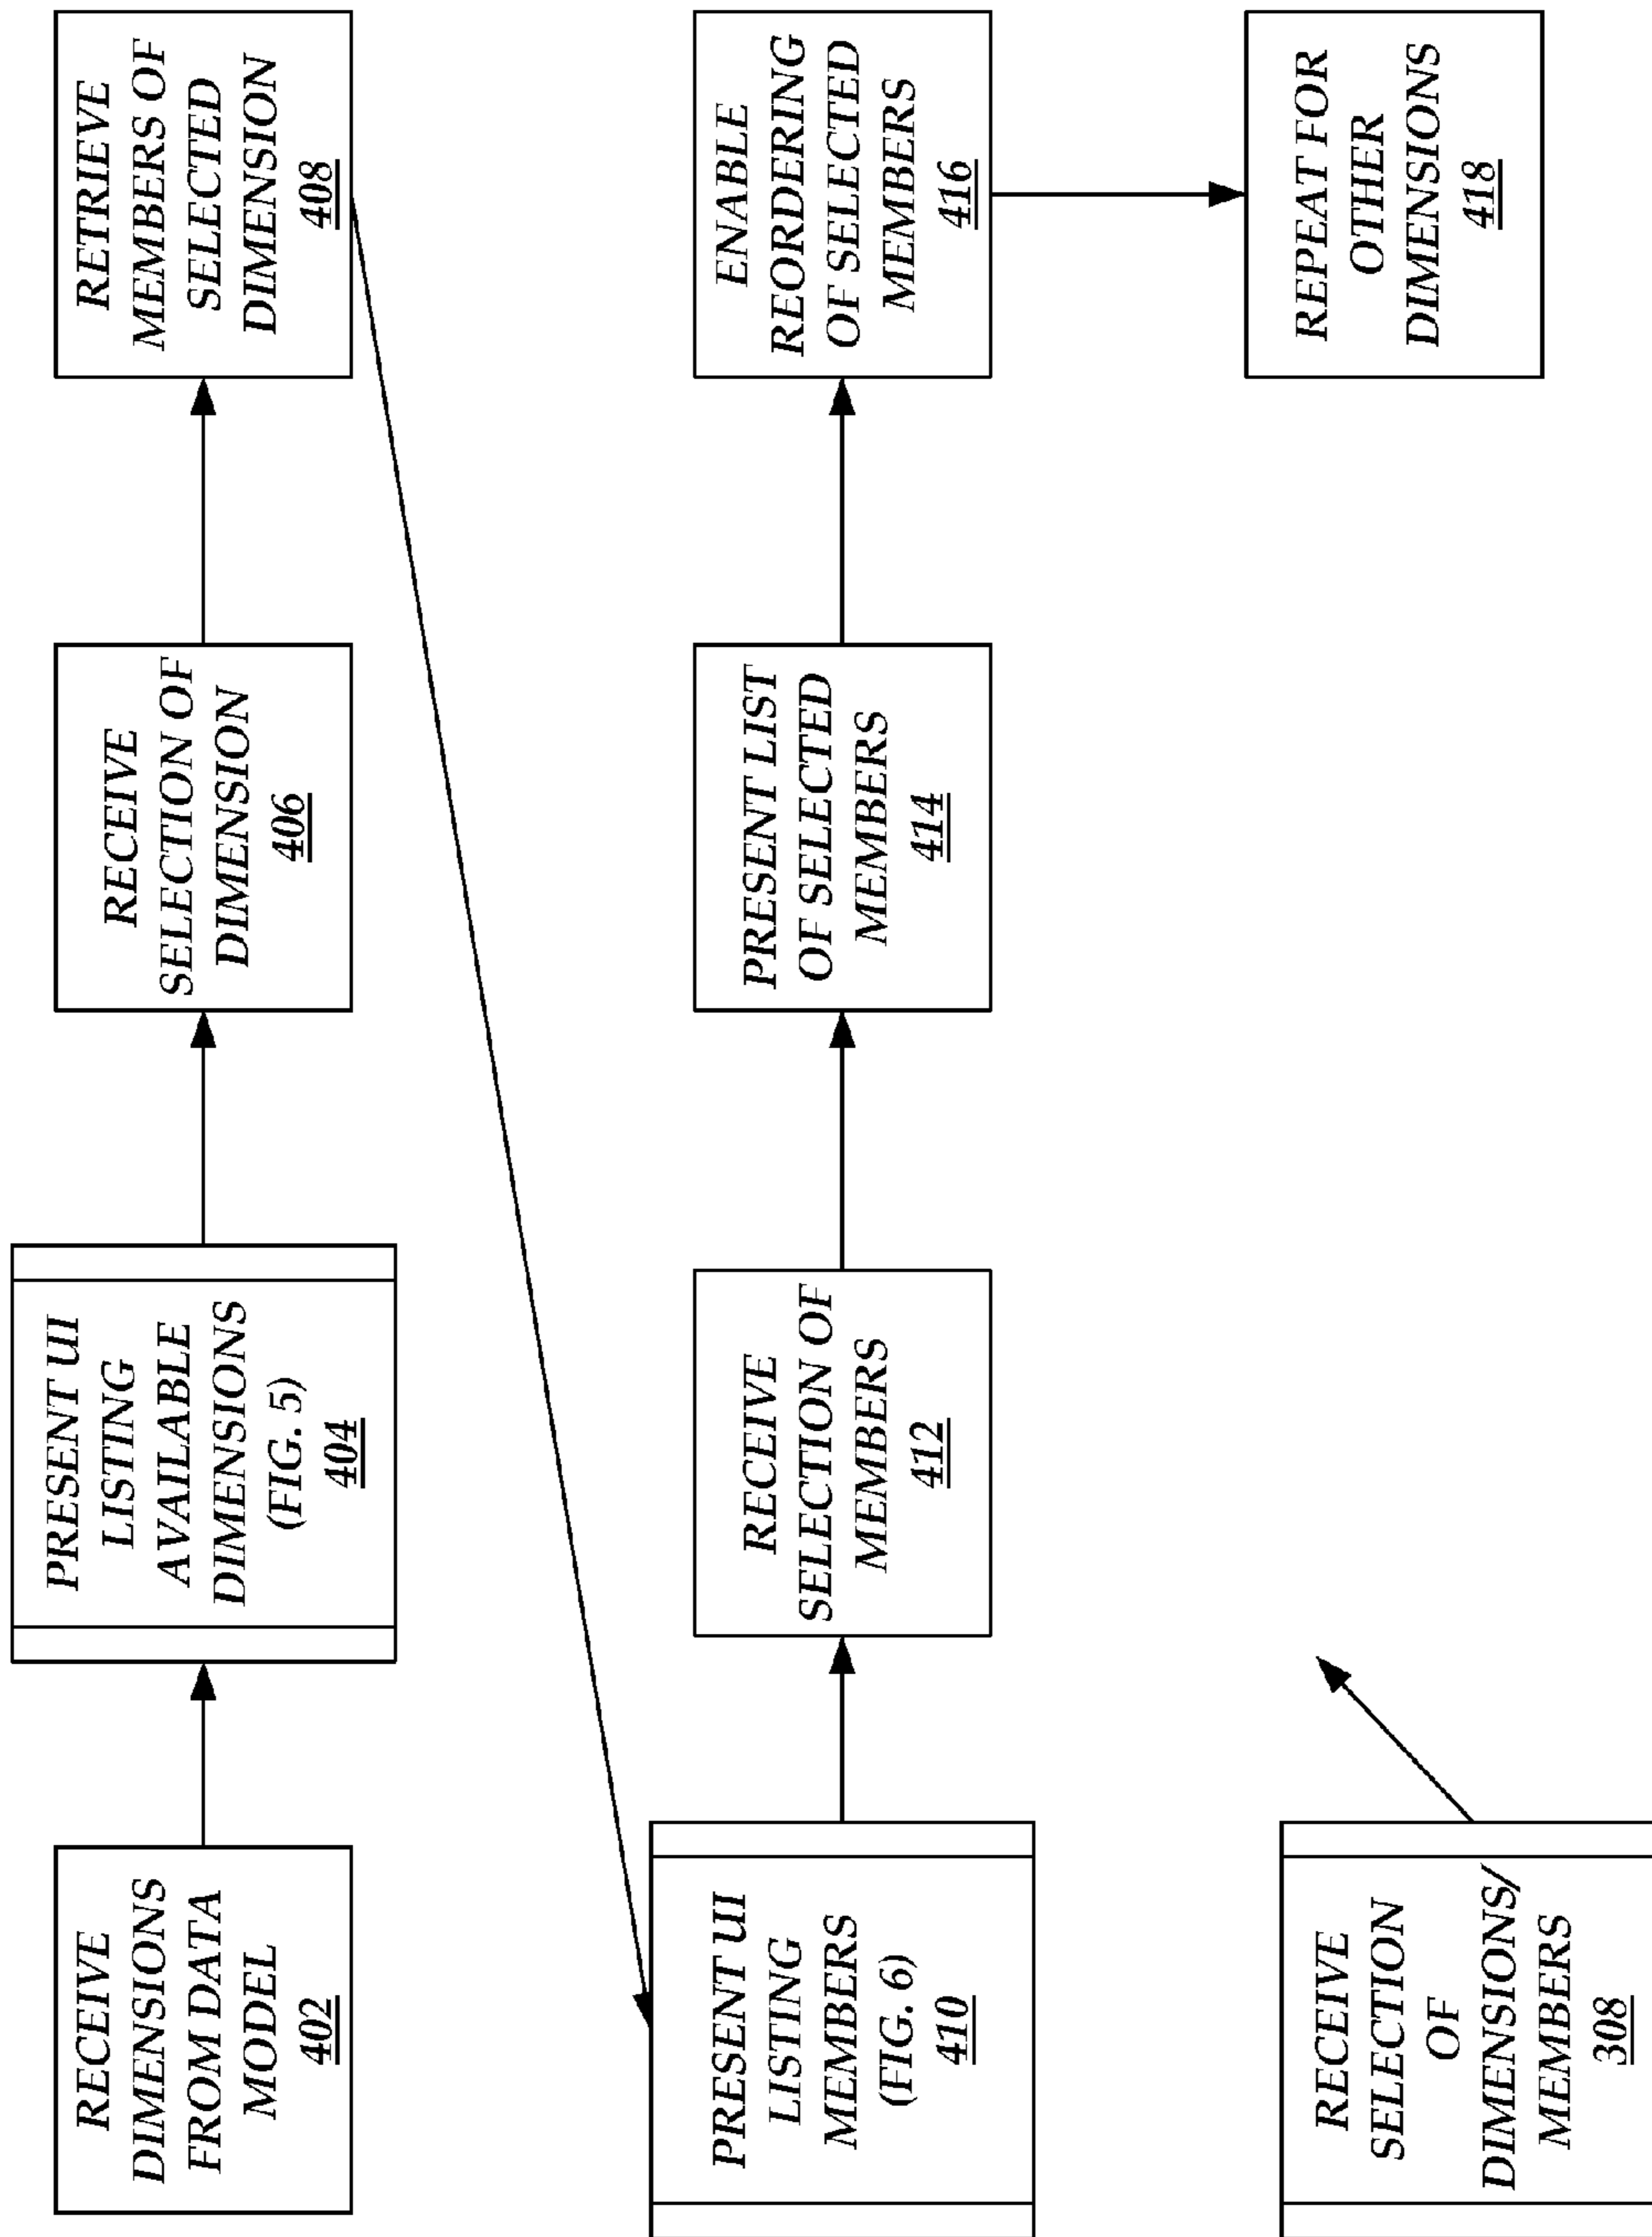 RECEIVE
DIMENSIONS
FROM DATA
MODEL
402
PRESENT UI
LISTING
AVAILABLE
DIMENSIONS
(FIG. 5)
404
RECEIVE
SELECTION OF
DIMENSION
406
RETRIEVE
MEMBERS OF
SELECTED
DIMENSION
408
PRESENT UI
LISTING
MEMBERS
(FIG. 6)
410
RECEIVE
SELECTION OF
MEMBERS
412
PRESENT LIST
OF SELECTED
MEMBERS
414
ENABLE
REORDERING
OF SELECTED
MEMBERS
416
RECEIVE
SELECTION
OF
DIMENSIONS/
MEMBERS
308
REPEAT FOR
OTHER
DIMENSIONS
418